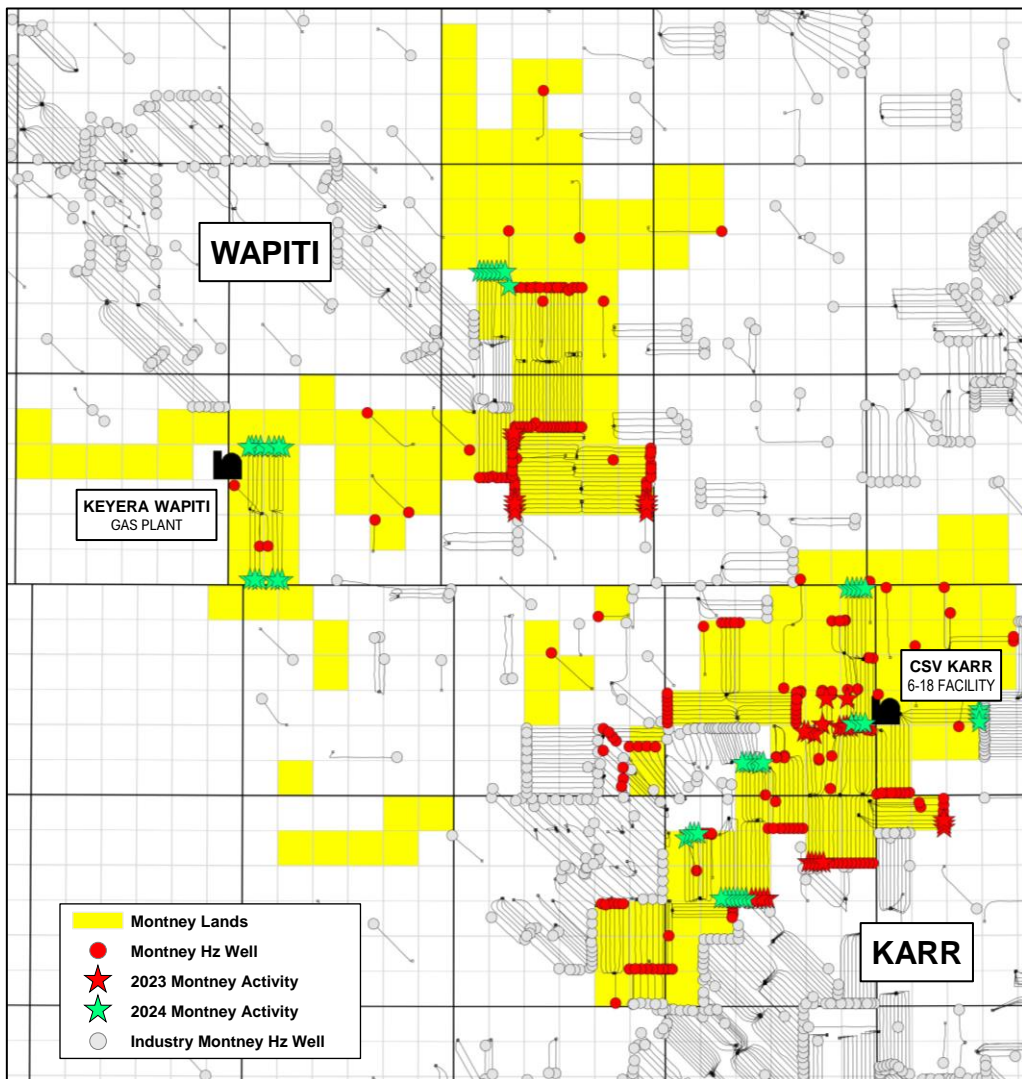 WAPITI
KEYERA WAPITI
GAS PLANT
CSV KARR
6-18 FACILITY
KARR
Montney Lands
Montney Hz Well
2023 Montney Activity
2024 Montney Activity
Industry Montney Hz Well